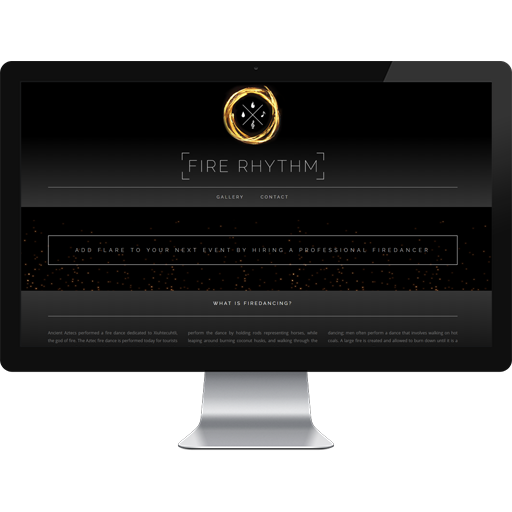 [FIRE RHYTHM]
GALLERY CONTACT
ADD FLARE TO YOUR NEXT EVENT BY HIRING A PROFESSIONAL FIREDANCER
WHAT IS FIREDANCING?
Ancient Aztecs performed a fire dance dedicated to
the god of fire. The Aztec fire dance is performed today for tourists
perform the dance by holding rods representing horses, while
leaping around burning coconut husks, and walking through the
dancing; men often perform a dance that involves walking on hot
coals. A large fire is created and allowed to burn down until it is a